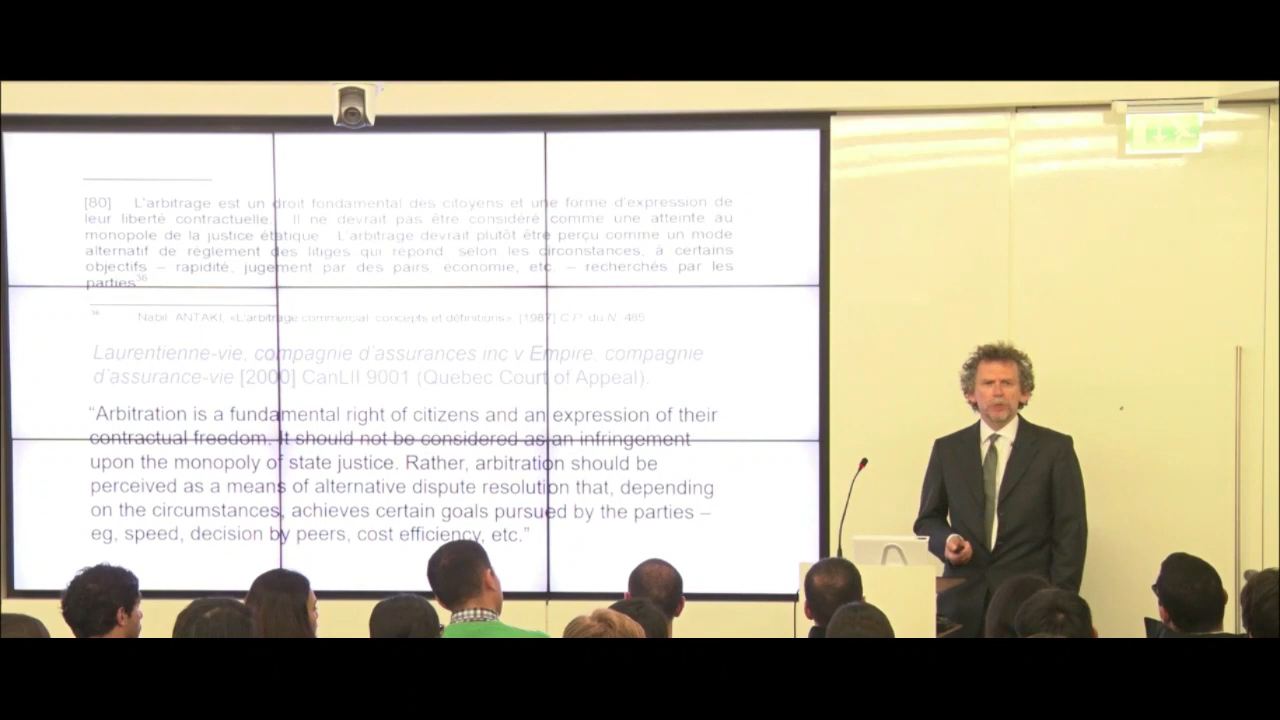 [80] L'arbitrage est un droit fondamental des citoyens et une forme d'expression de
leur liberté contractuelle. Il ne devrait pas être considéré comme une atteinte au
monopole de la justice étatique. L'arbitrage devrait plutôt être perçu comme un mode
alternatif de règlement des litiges qui répond, selon les circonstances, à certains
objectifs – rapidité, jugement par des pairs, économie, etc. – recherchés par les
parties36
36 Nabil ANTAKI, «L'arbitrage commercial: concepts et définitions», [1987] C.P. du N. 485
Laurentienne-vie, compagnie d'assurances inc v Empire, compagnie
d'assurance-vie [2000] CanLII 9001 (Quebec Court of Appeal).
“Arbitration is a fundamental right of citizens and an expression of their
contractual freedom. It should not be considered as an infringement
upon the monopoly of state justice. Rather, arbitration should be
perceived as a means of alternative dispute resolution that, depending
on the circumstances, achieves certain goals pursued by the parties –
eg, speed, decision by peers, cost efficiency, etc.”